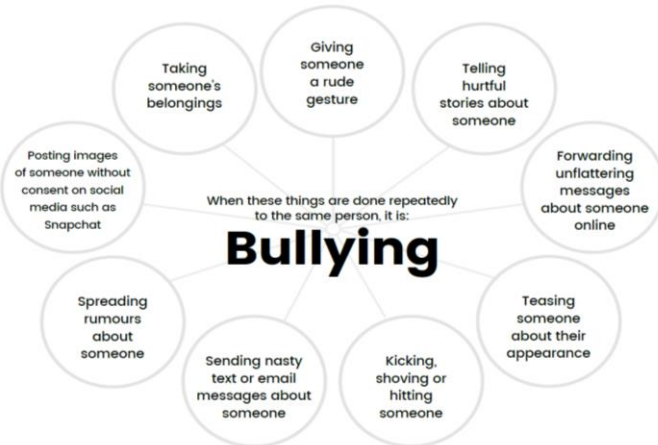 Giving
someone
a rude
gesture
Taking
someone's
belongings
Telling
hurtful
stories about
someone
Posting images
of someone without
consent on social
media such as
Snapchat
Forwarding
unflattering
messages
about someone
online
When these things are done repeatedly
to the same person, it is:
Bullying
Spreading
rumours
about
someone
Teasing
someone
about their
appearance
Sending nasty
text or email
messages about
someone
Kicking,
shoving or
hitting
someone